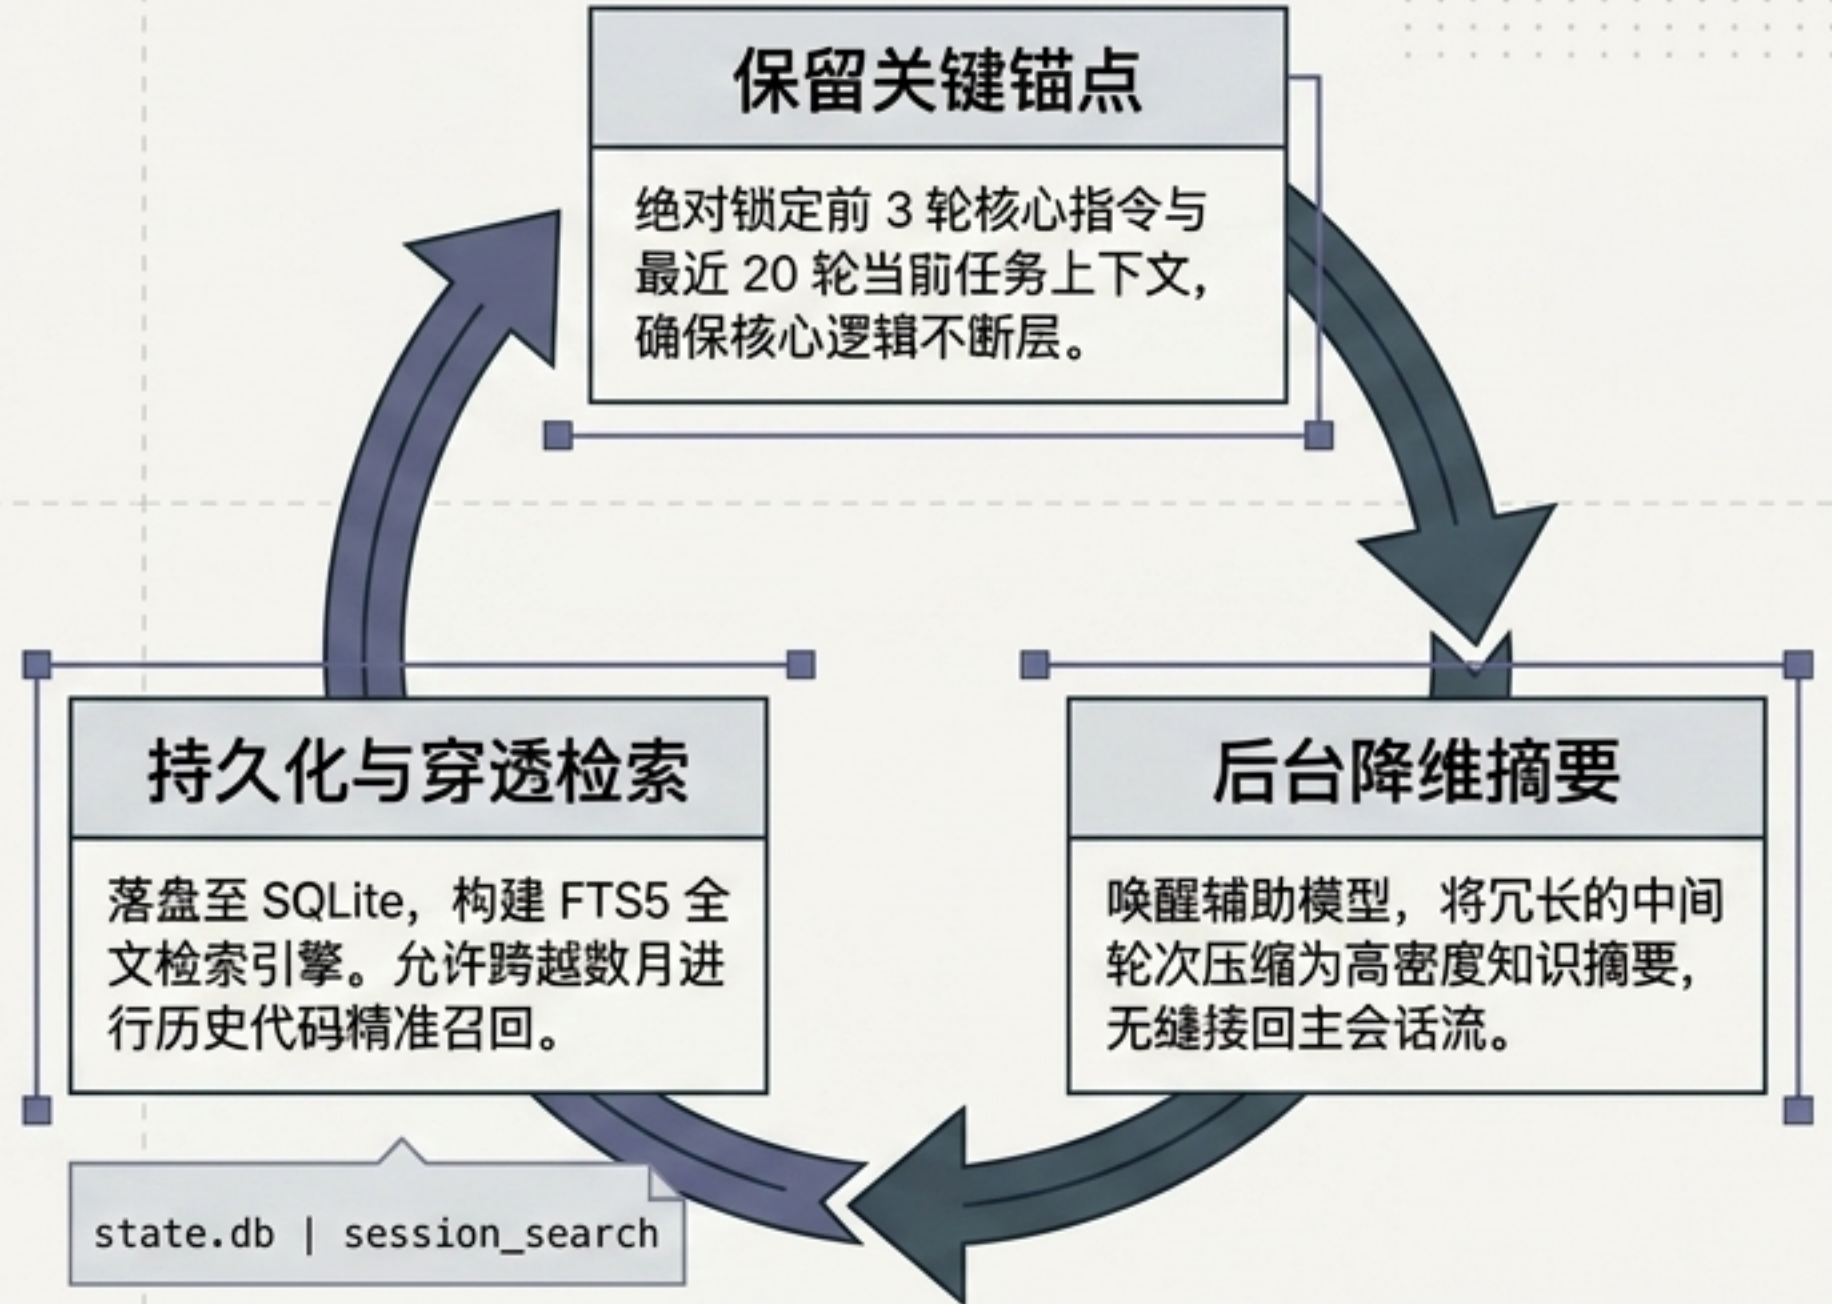 保留关键锚点
绝对锁定前 3 轮核心指令与
最近 20 轮当前任务上下文，
确保核心逻辑不断层。
持久化与穿透检索
落盘至 SQLite，构建 FTS5 全
文检索引擎。允许跨越数月进
行历史代码精准召回。
state.db | session_search
后台降维摘要
唤醒辅助模型，将冗长的中间
轮次压缩为高密度知识摘要，
无缝接回主会话流。